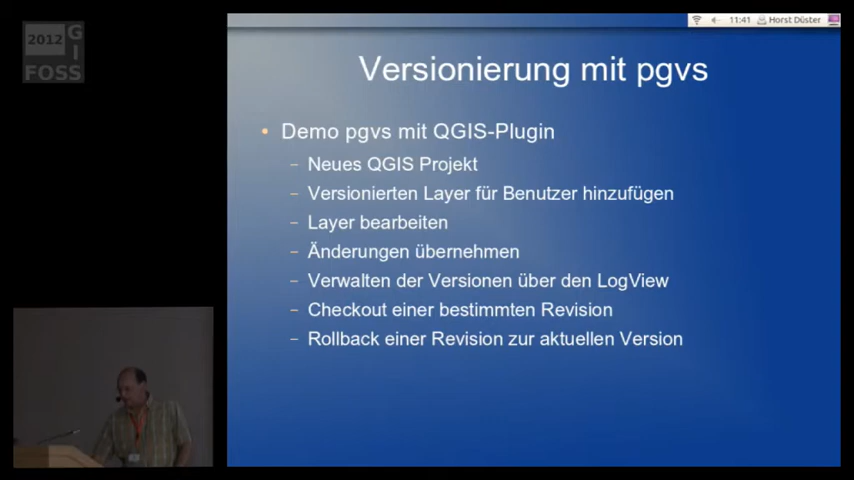 2012 G
I
FOSS
11:41 Horst Düster
Versionierung mit pgvs
• Demo pgvs mit QGIS-Plugin
– Neues QGIS Projekt
– Versionierten Layer für Benutzer hinzufügen
– Layer bearbeiten
– Änderungen übernehmen
– Verwalten der Versionen über den LogView
– Checkout einer bestimmten Revision
– Rollback einer Revision zur aktuellen Version